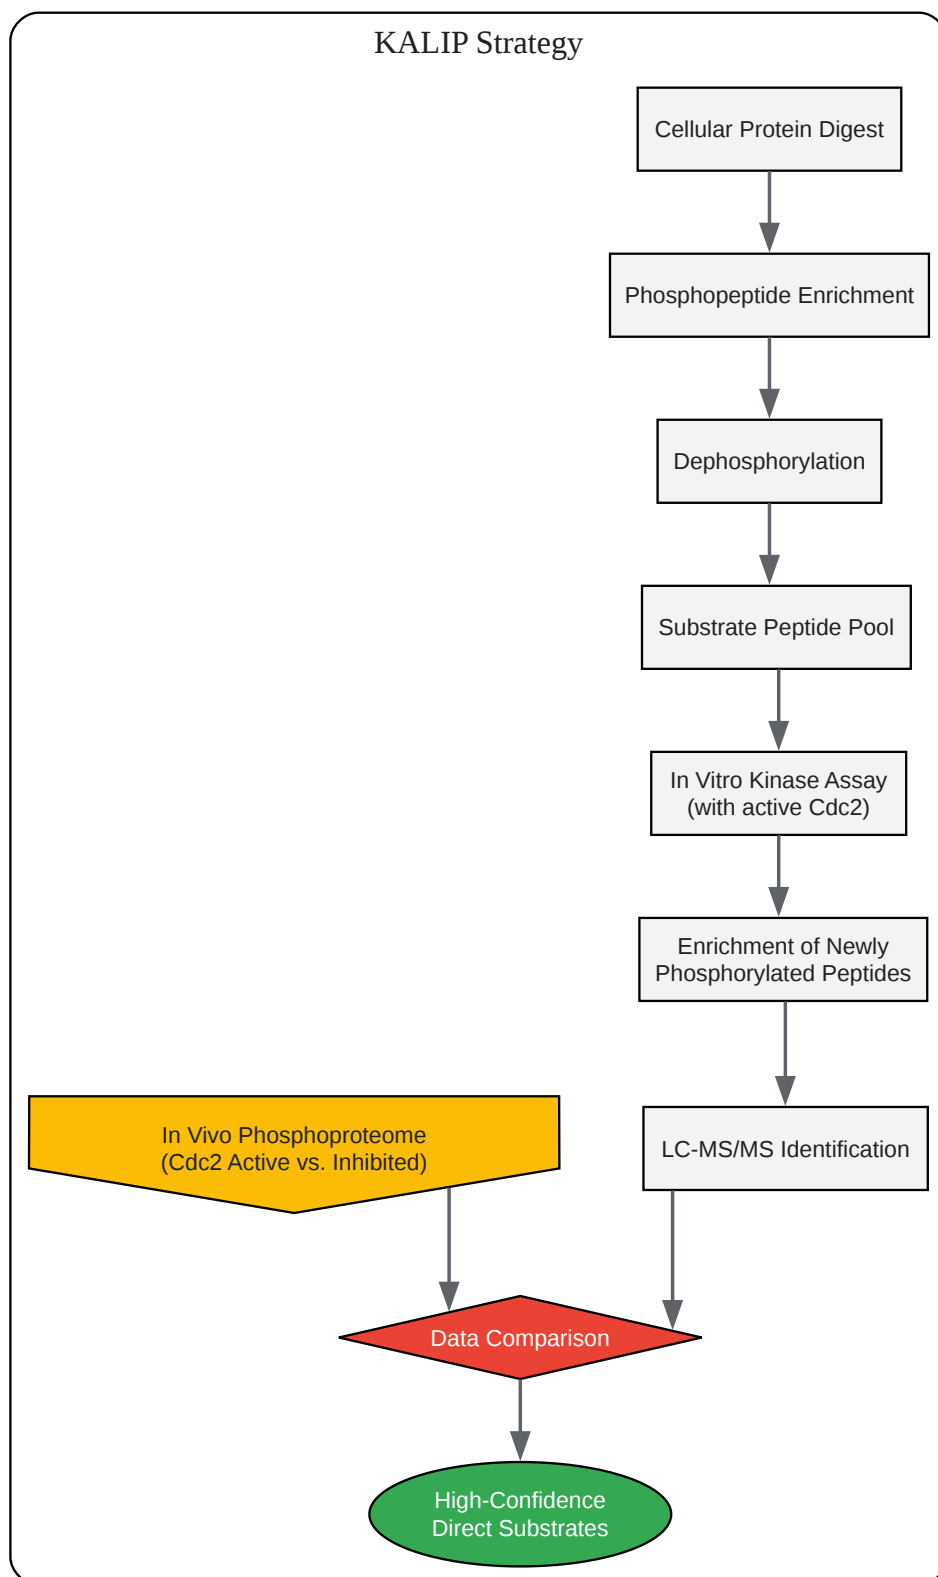 KALIP Strategy
Cellular Protein Digest
Phosphopeptide Enrichment
Dephosphorylation
Substrate Peptide Pool
In Vitro Kinase Assay
(with active Cdc2)
Enrichment of Newly
Phosphorylated Peptides
In Vivo Phosphoproteome
(Cdc2 Active vs. Inhibited)
LC-MS/MS Identification
Data Comparison
High-Confidence
Direct Substrates